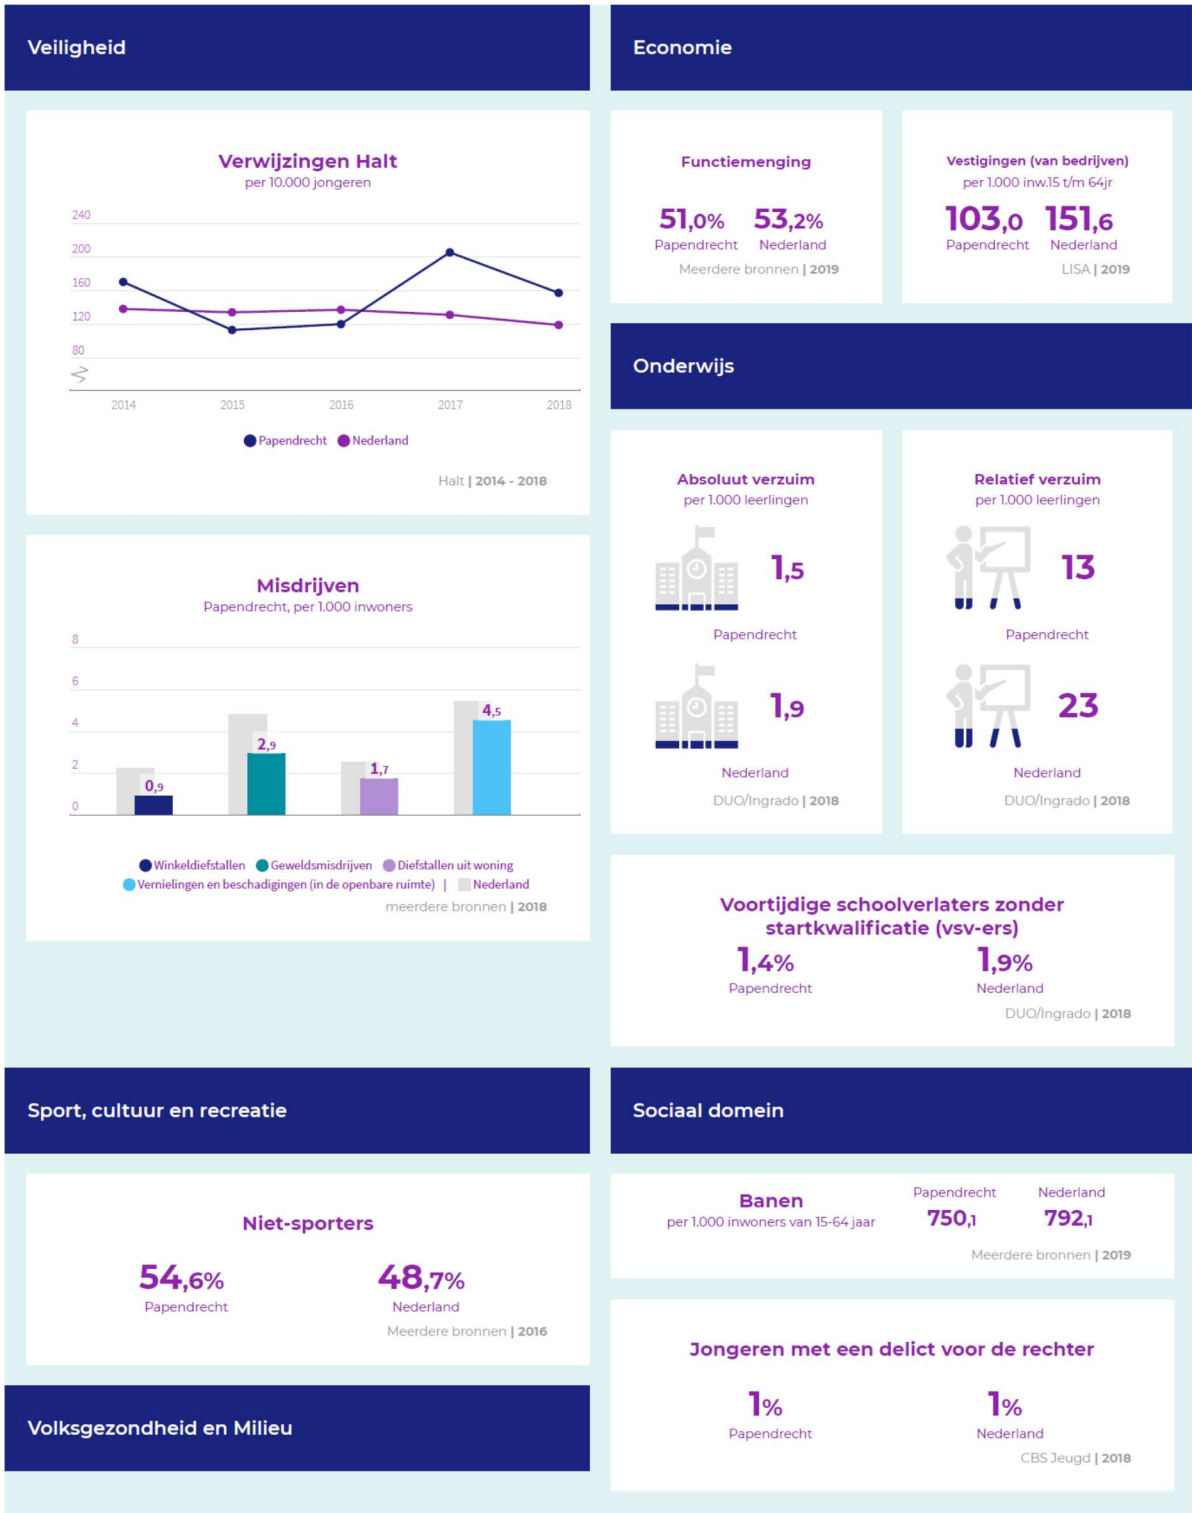 Veiligheid
Verwijzingen Halt
per 10.000 jongeren
240
200
160
120
80
2014 2015 2016 2017 2018
Papendrecht Nederland
Halt | 2014 - 2018
Misdrijven
Papendrecht, per 1.000 inwoners
8
6
4
2
0
0,9
2,9
1,7
4,5
Winkeldiefstallen Geweldsmisdrijven Diefstallen uit woning
Vernielingen en beschadigingen (in de openbare ruimte) | Nederland
meerdere bronnen | 2018
Economie
Functiemenging
51,0% 53,2%
Papendrecht Nederland
Meerdere bronnen | 2019
Vestigingen (van bedrijven)
per 1.000 inw.15 t/m 64jr
103,0 151,6
Papendrecht Nederland
LISA | 2019
Onderwijs
Absoluut verzuim
per 1.000 leerlingen
1,5
Papendrecht
1,9
Nederland
DUO/Ingrado | 2018
Relatief verzuim
per 1.000 leerlingen
13
Papendrecht
23
Nederland
DUO/Ingrado | 2018
Voortijdige schoolverlaters zonder
startkwalificatie (vsv-ers)
1,4% 1,9%
Papendrecht Nederland
DUO/Ingrado | 2018
Sport, cultuur en recreatie
Niet-sporters
54,6% 48,7%
Papendrecht Nederland
Meerdere bronnen | 2016
Volksgezondheid en Milieu
Sociaal domein
Banen
per 1.000 inwoners van 15-64 jaar
Papendrecht Nederland
750,1 792,1
Meerdere bronnen | 2019
Jongeren met een delict voor de rechter
1% 1%
Papendrecht Nederland
CBS Jeugd | 2018